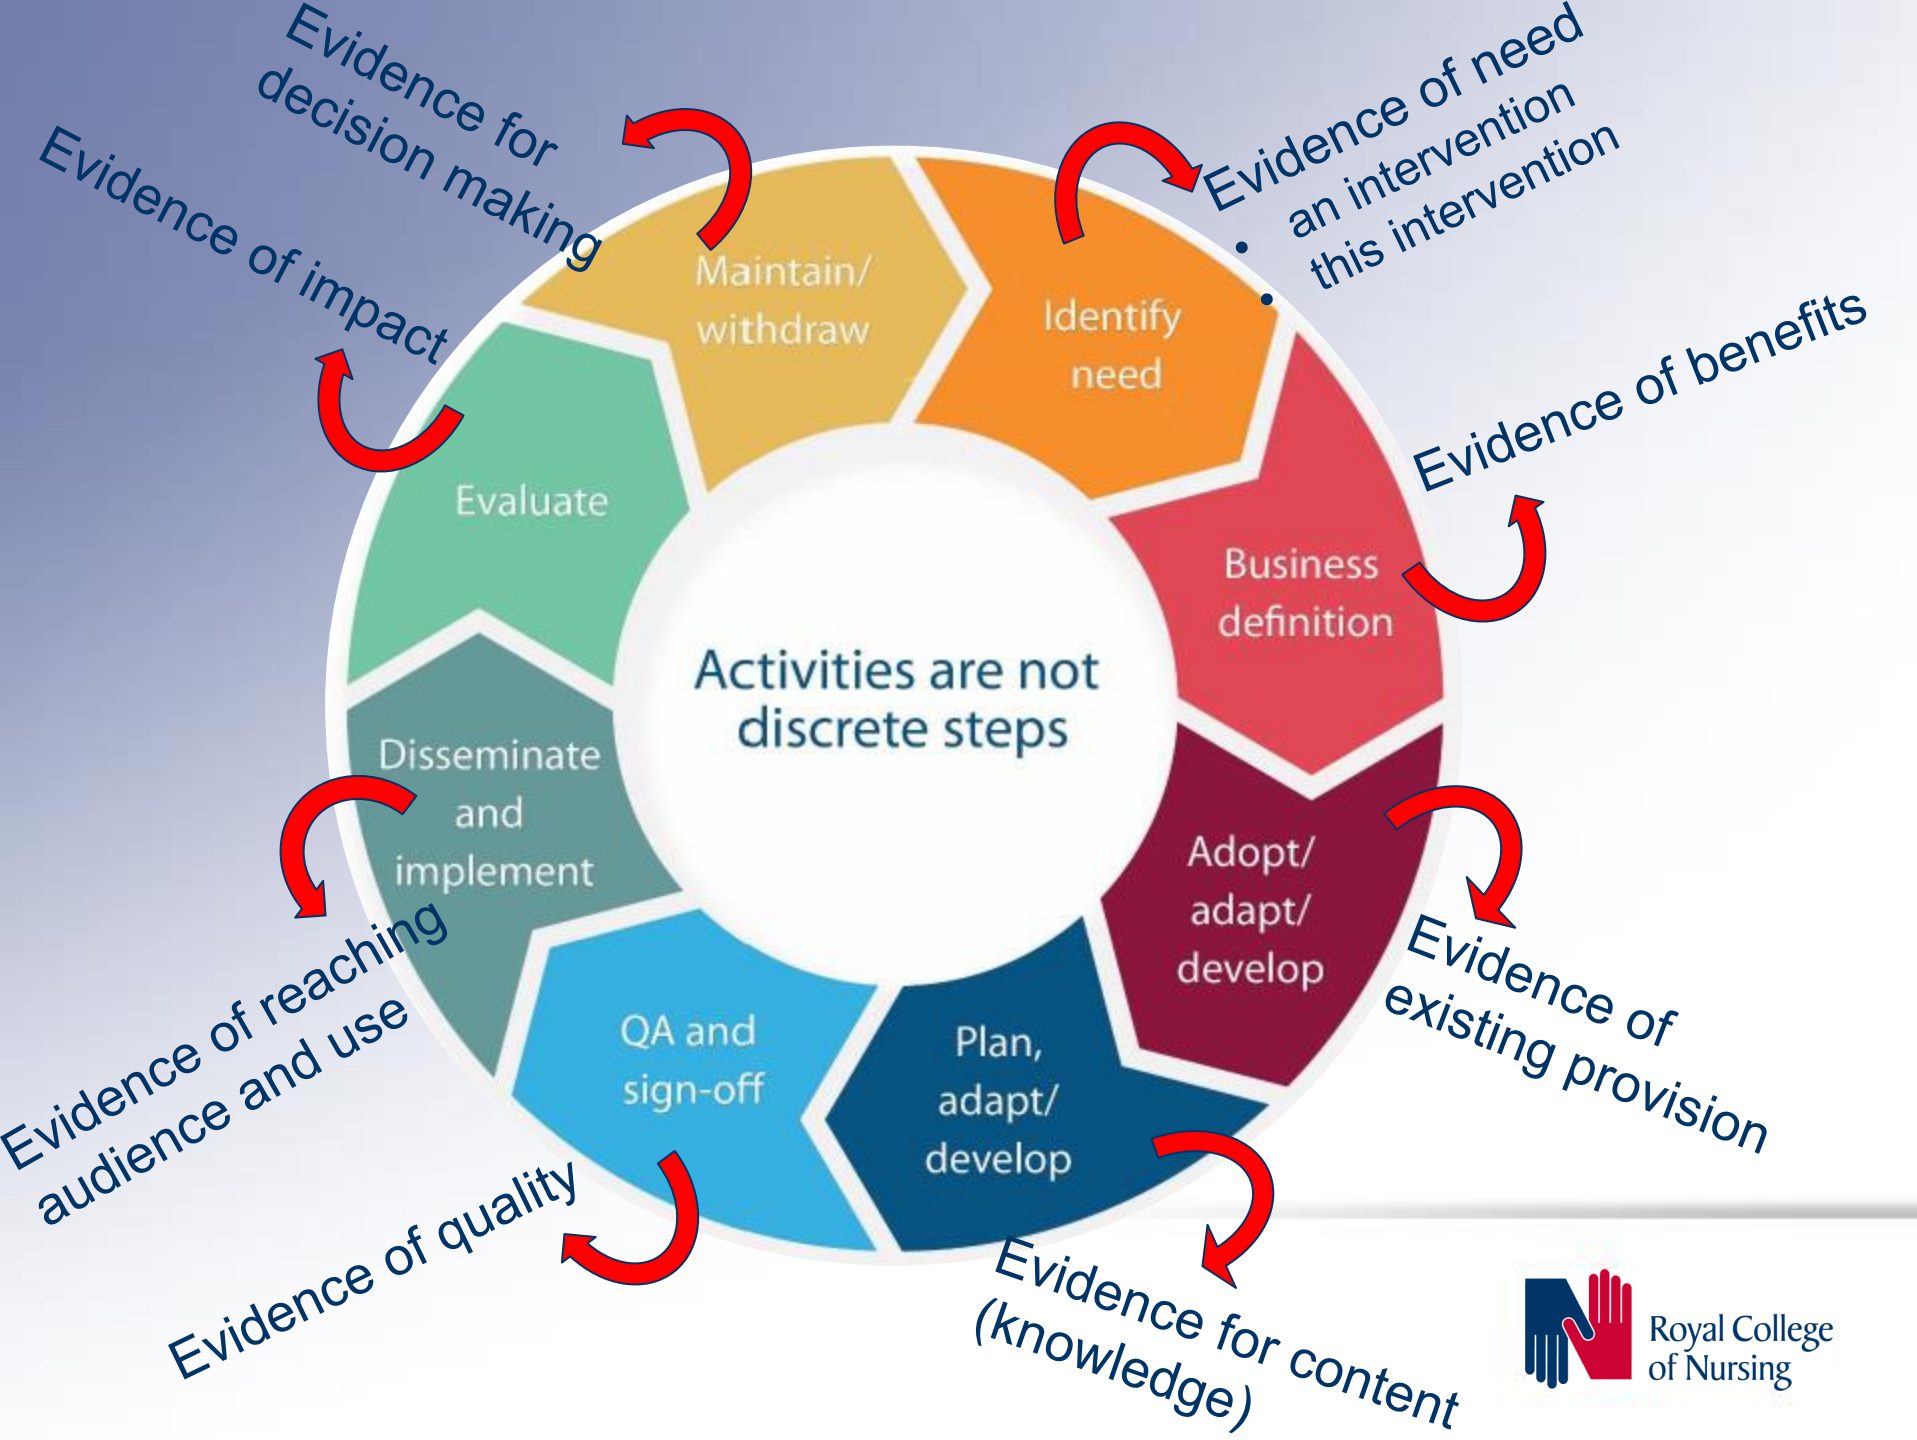 Evidence for
decision making
Evidence of need
• an intervention
• this intervention
Evidence of impact
Evidence of benefits
Maintain/
withdraw
Identify
need
Evaluate
Business
definition
Activities are not
discrete steps
Disseminate
and
implement
Adopt/
adapt/
develop
Evidence of reaching
audience and use
Evidence of
existing provision
QA and
sign-off
Plan,
adapt/
develop
Evidence of quality
Evidence for content
(knowledge)
Royal College
of Nursing